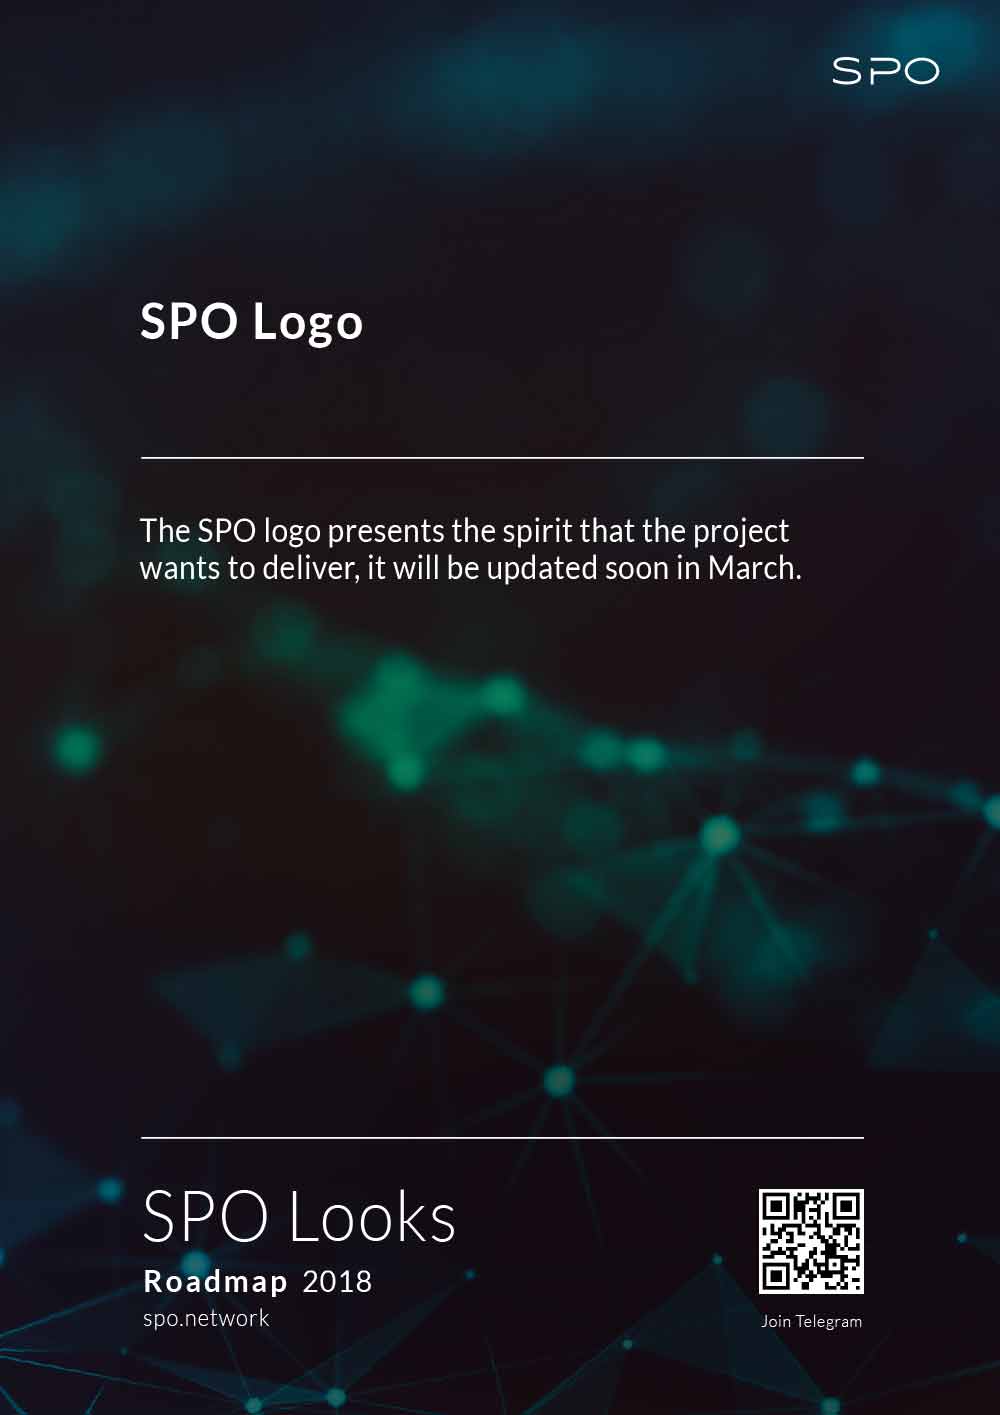 SPO
SPO Logo
The SPO logo presents the spirit that the project
wants to deliver, it will be updated soon in March.
SPO Looks
Roadmap 2018
spo.network
Join Telegram